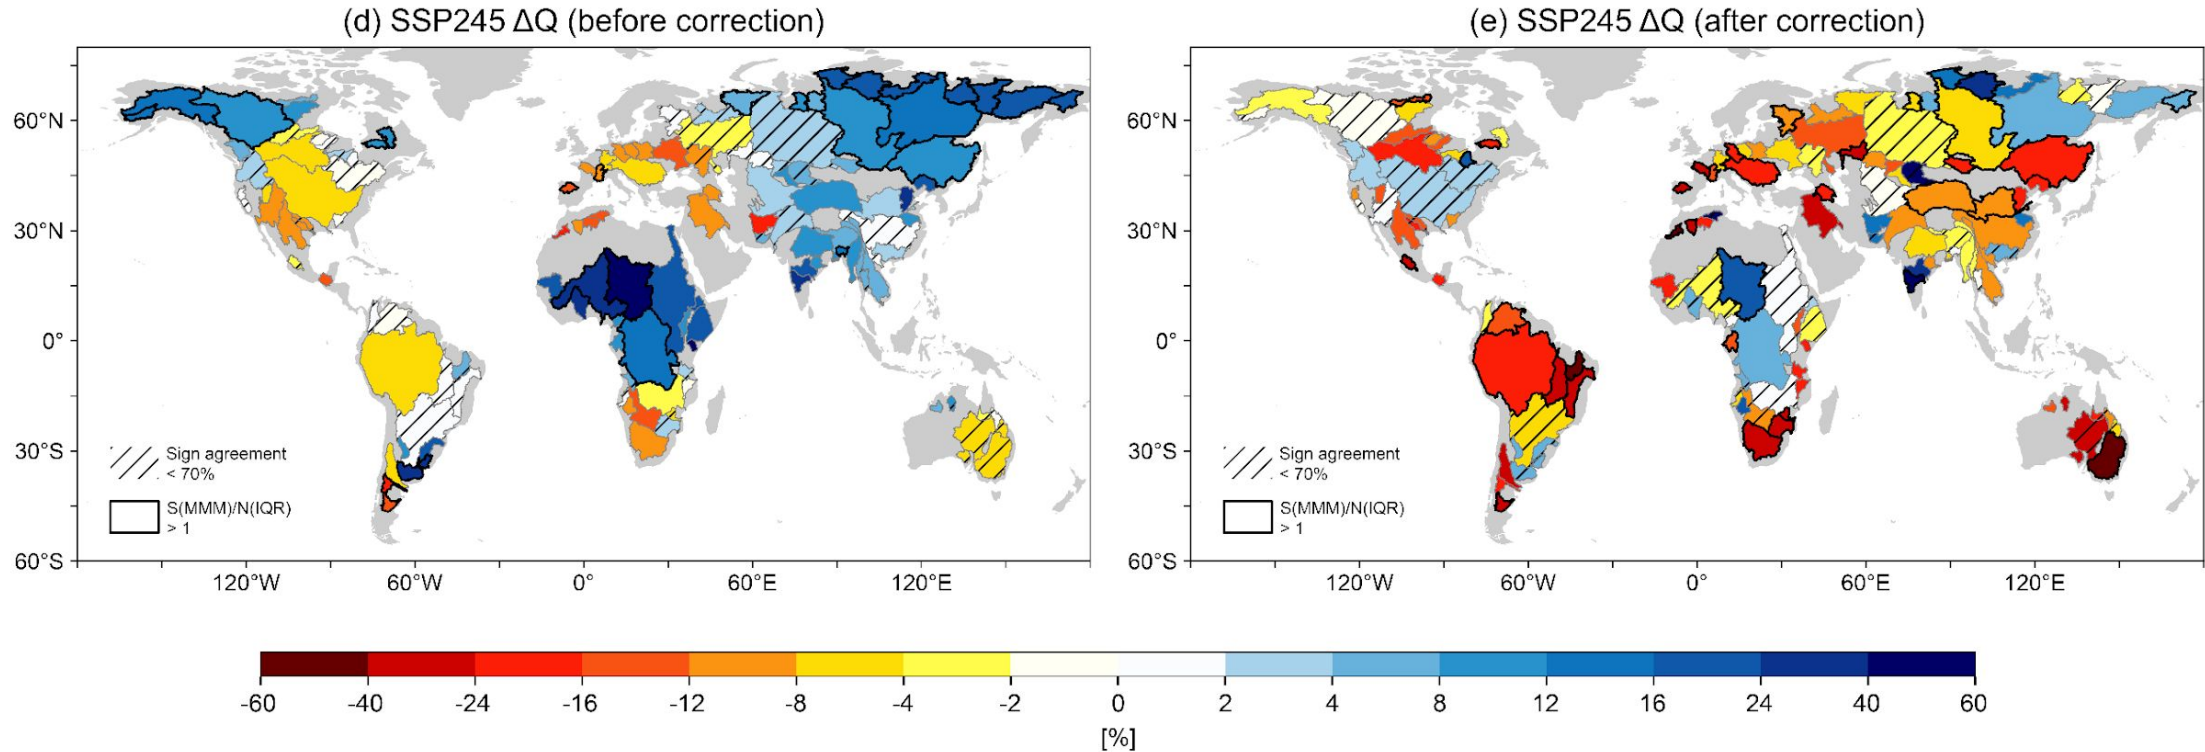 (d) SSP245 ΔQ (before correction)
(e) SSP245 ΔQ (after correction)
60°N
30°N
0°
30°S
60°S
Sign agreement
< 70%
S(MMM)/N(IQR)
> 1
120°W
60°W
0°
60°E
120°E
60°N
30°N
0°
30°S
60°S
Sign agreement
< 70%
S(MMM)/N(IQR)
> 1
120°W
60°W
0°
60°E
120°E
-60 -40 -24 -16 -12 -8 -4 -2 0 2 4 8 12 16 24 40 60
[%]